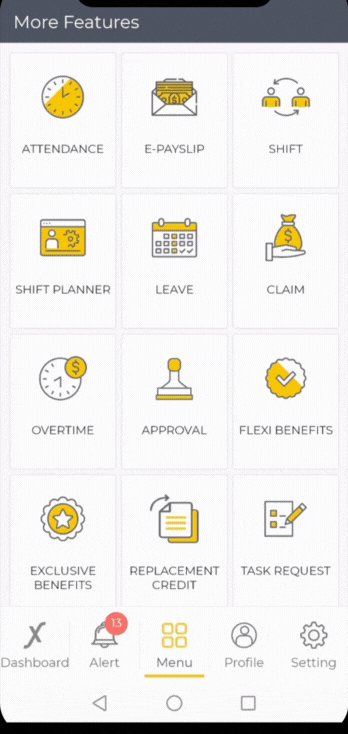 More Features
ATTENDANCE
E-PAYSLIP
SHIFT
SHIFT PLANNER
LEAVE
CLAIM
OVERTIME
APPROVAL
FLEXI BENEFITS
EXCLUSIVE
BENEFITS
REPLACEMENT
CREDIT
TASK REQUEST
13
Dashboard
Alert
Menu
Profile
Setting